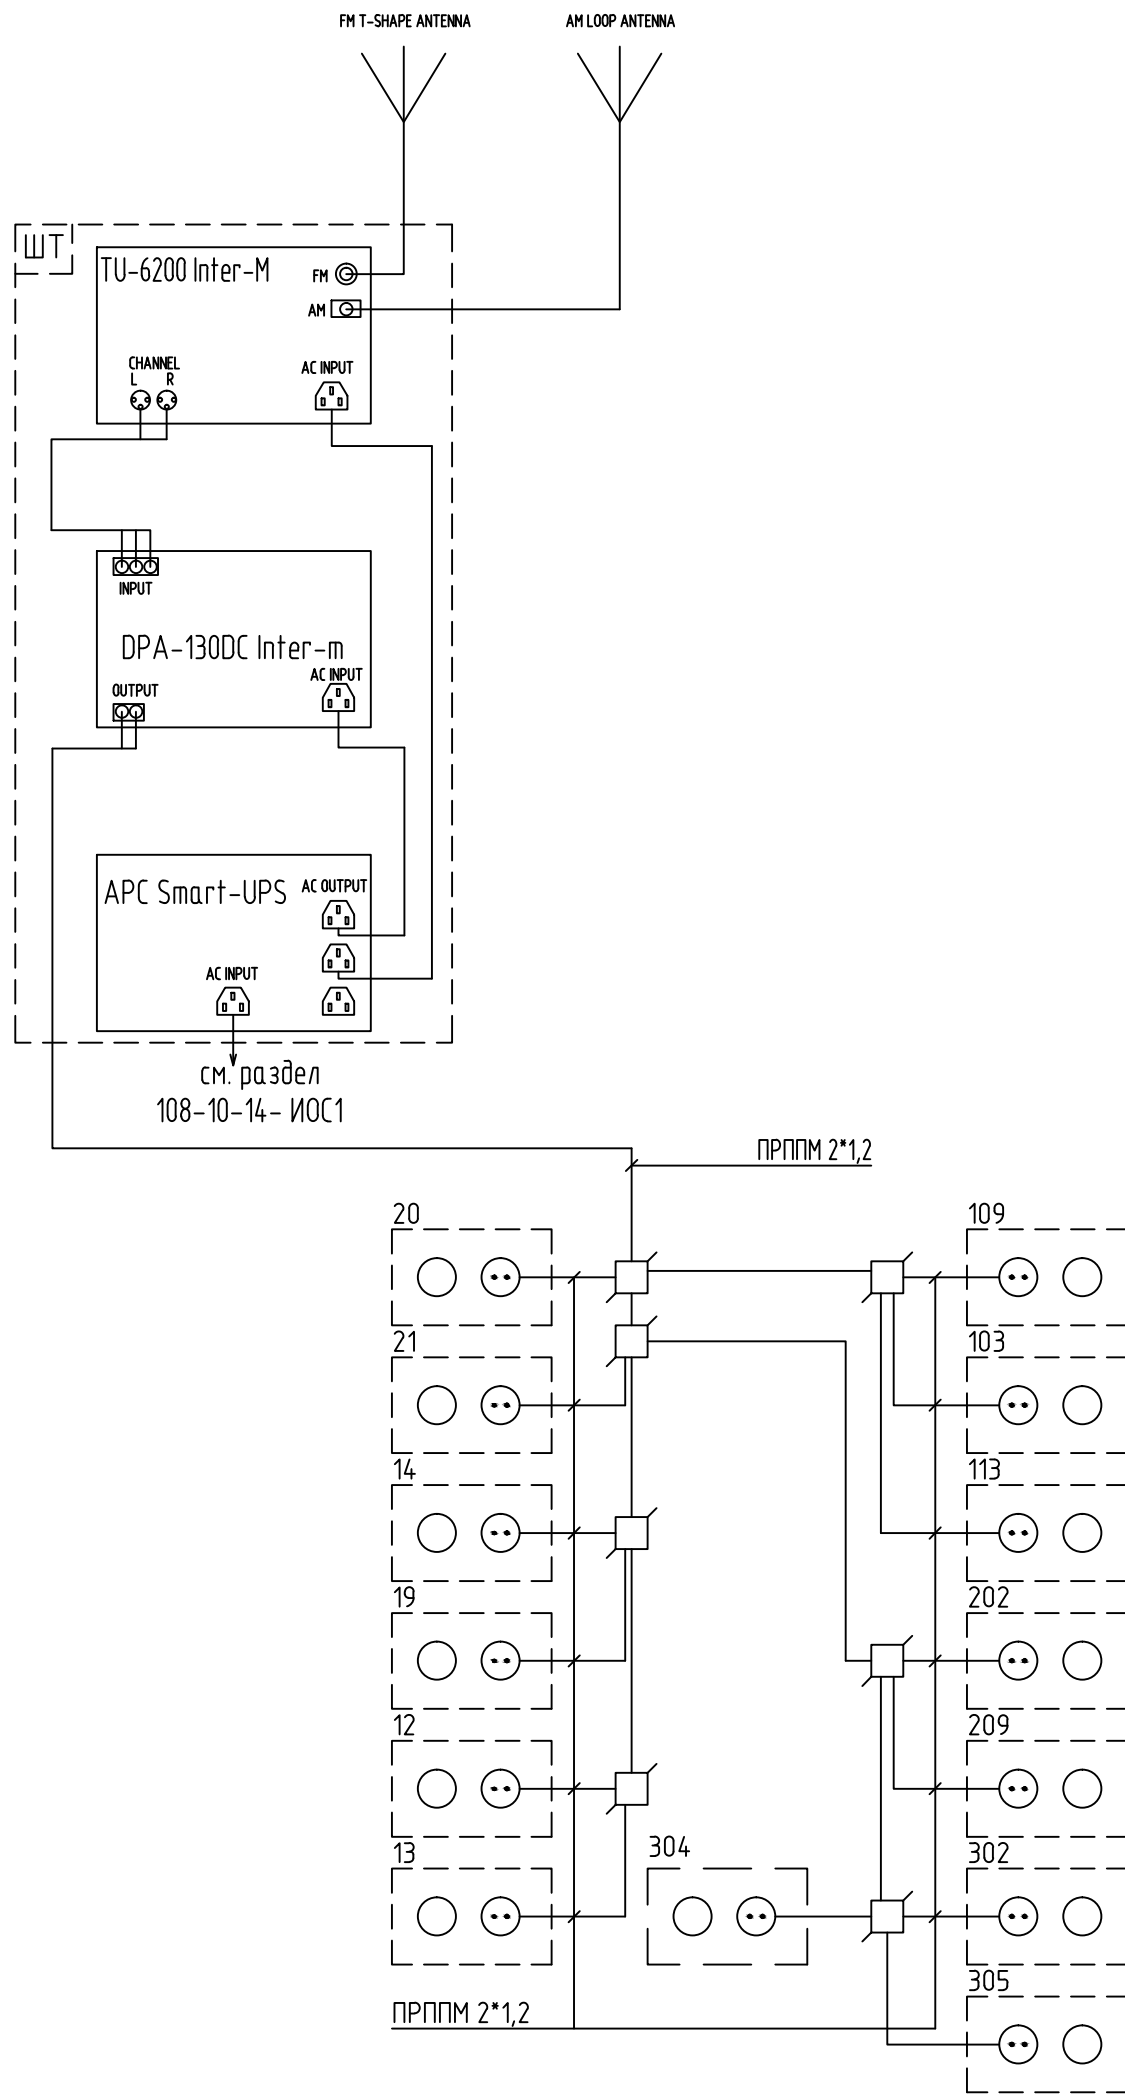 FM T-SHAPE ANTENNA
AM LOOP ANTENNA
ШТ
TU-6200 Inter-M
FM
AM
CHANNEL
L R
AC INPUT
INPUT
DPA-130DC Inter-m
AC INPUT
OUTPUT
APC Smart-UPS
AC OUTPUT
AC INPUT
см. раздел
108-10-14- ИОС1
ПРППМ 2*1,2
20
109
21
103
14
113
19
202
12
209
13
304
302
305
ПРППМ 2*1,2